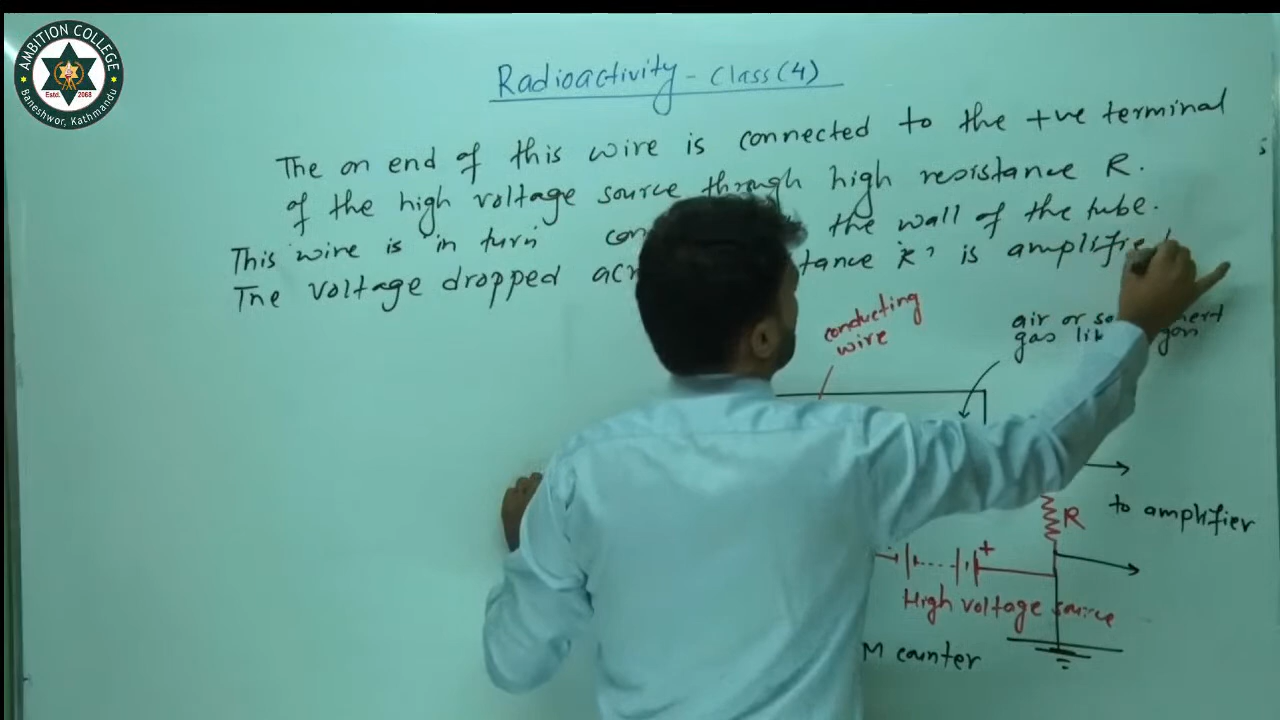 AMBITION COLLEGE
Estd. 2068
Baneshwor, Kathmandu
Radioactivity - Class (4)
The on end of this wire is connected to the +ve terminal
of the high voltage source through high resistance R.
This wire is in turn the wall of the tube.
The voltage dropped 'R' is
conducting
wire
air or
gas
to amplifier
R
+
High voltage source
M counter